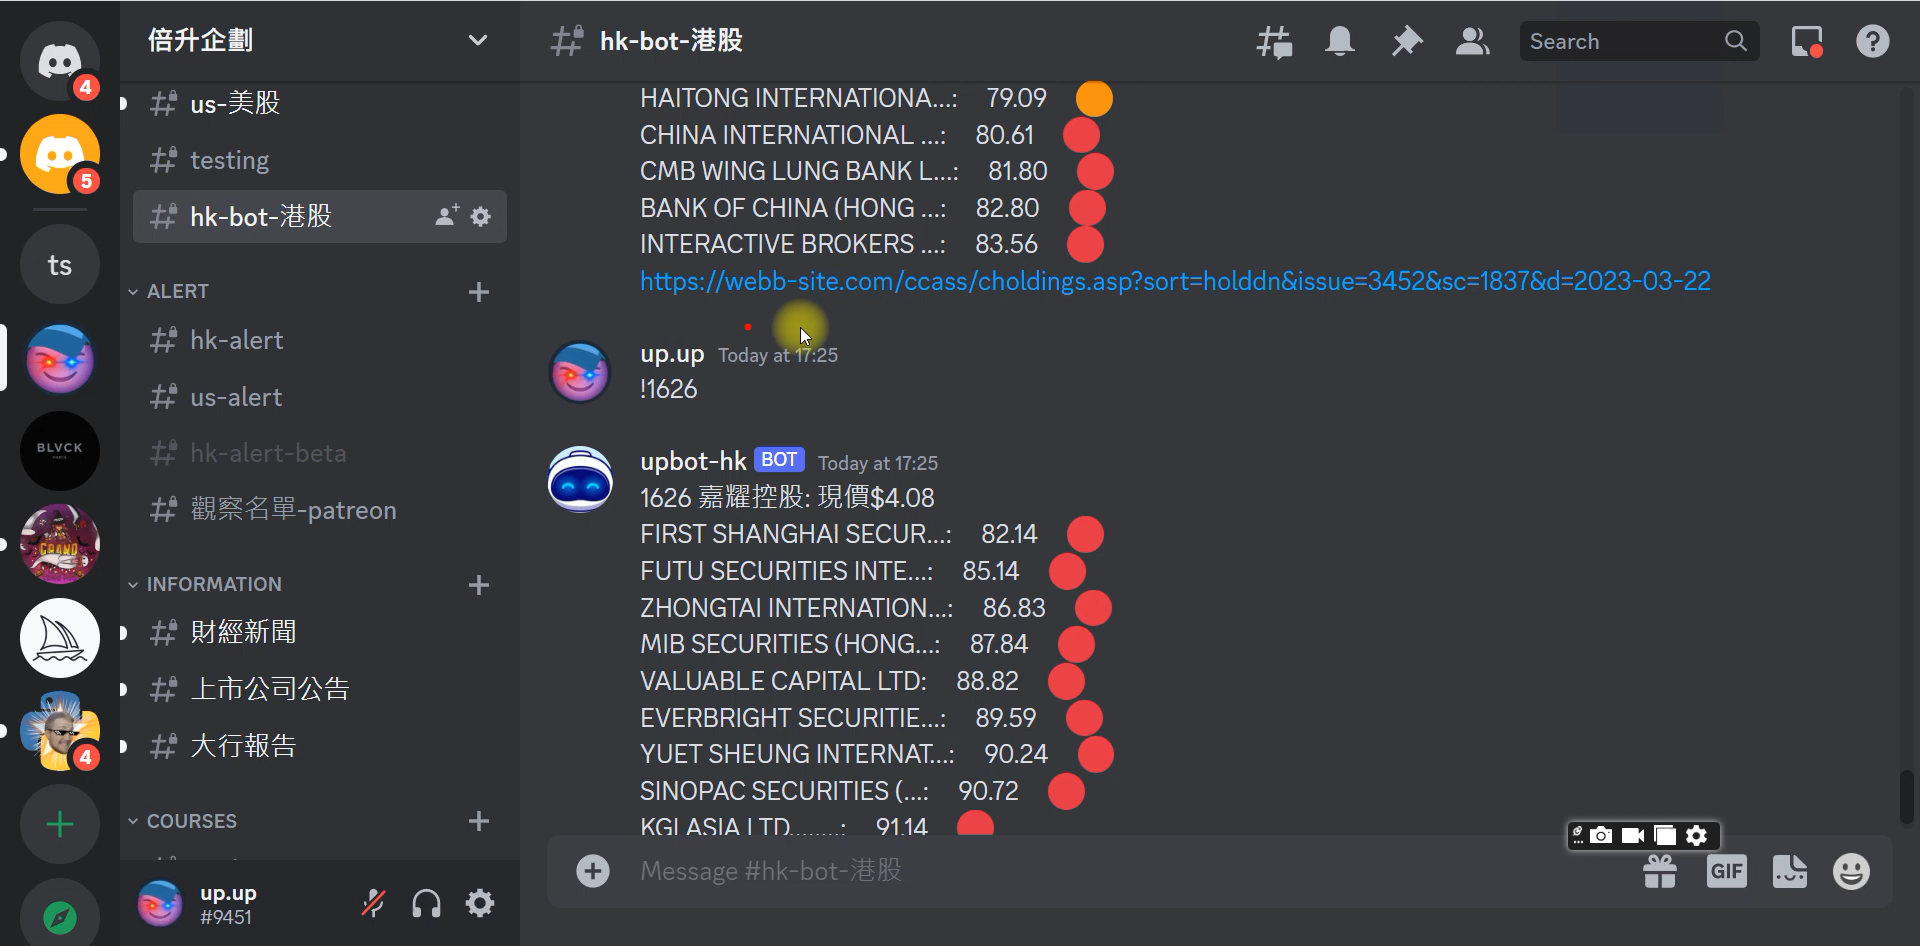 4
5
ts
BLVCK
GRAND
4
倍升企劃
us-美股
testing
hk-bot-港股
ALERT
hk-alert
us-alert
hk-alert-beta
觀察名單-patreon
INFORMATION
財經新聞
上市公司公告
大行報告
COURSES
up.up
#9451
hk-bot-港股
Search
HAITONG INTERNATIONA...: 79.09
CHINA INTERNATIONAL ...: 80.61
CMB WING LUNG BANK L...: 81.80
BANK OF CHINA (HONG ...: 82.80
INTERACTIVE BROKERS ...: 83.56
https://webb-site.com/ccass/choldings.asp?sort=holddn&issue=3452&sc=1837&d=2023-03-22
up.up Today at 17:25
!1626
upbot-hk BOT Today at 17:25
1626 嘉耀控股: 現價$4.08
FIRST SHANGHAI SECUR...: 82.14
FUTU SECURITIES INTE...: 85.14
ZHONGTAI INTERNATION...: 86.83
MIB SECURITIES (HONG...: 87.84
VALUABLE CAPITAL LTD: 88.82
EVERBRIGHT SECURITIE...: 89.59
YUET SHEUNG INTERNAT...: 90.24
SINOPAC SECURITIES (...: 90.72
KGI ASIA LTD........: 91.14
Message #hk-bot-港股
GIF